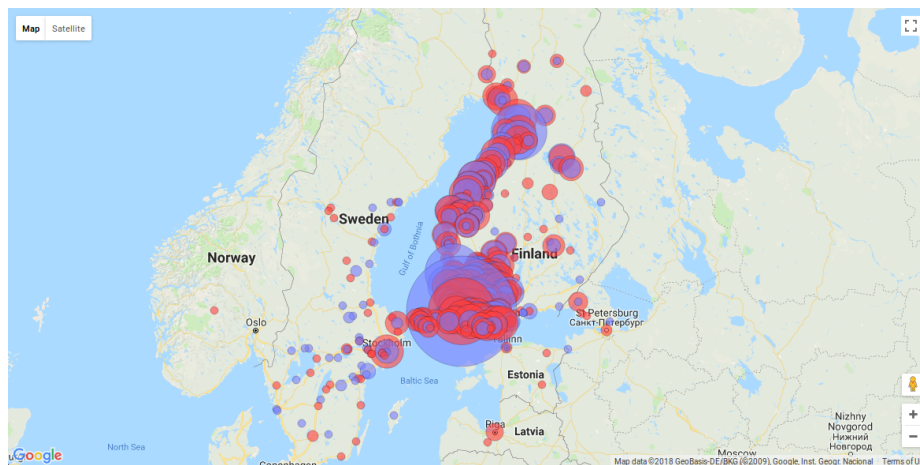 Map Satellite
Sweden
Norway
Gulf of Bothnia
Finland
Oslo
St Petersburg
Санкт-Петербург
Stockholm
Tallinn
Estonia
Baltic Sea
Riga
Latvia
Nizhny
Novgorod
Нижний
Новгород
North Sea
Moscow
Copenhagen
Google
Map data ©2018 GeoBasis-DE/BKG (©2009), Google, Inst. Geogr. Nacional Terms of U